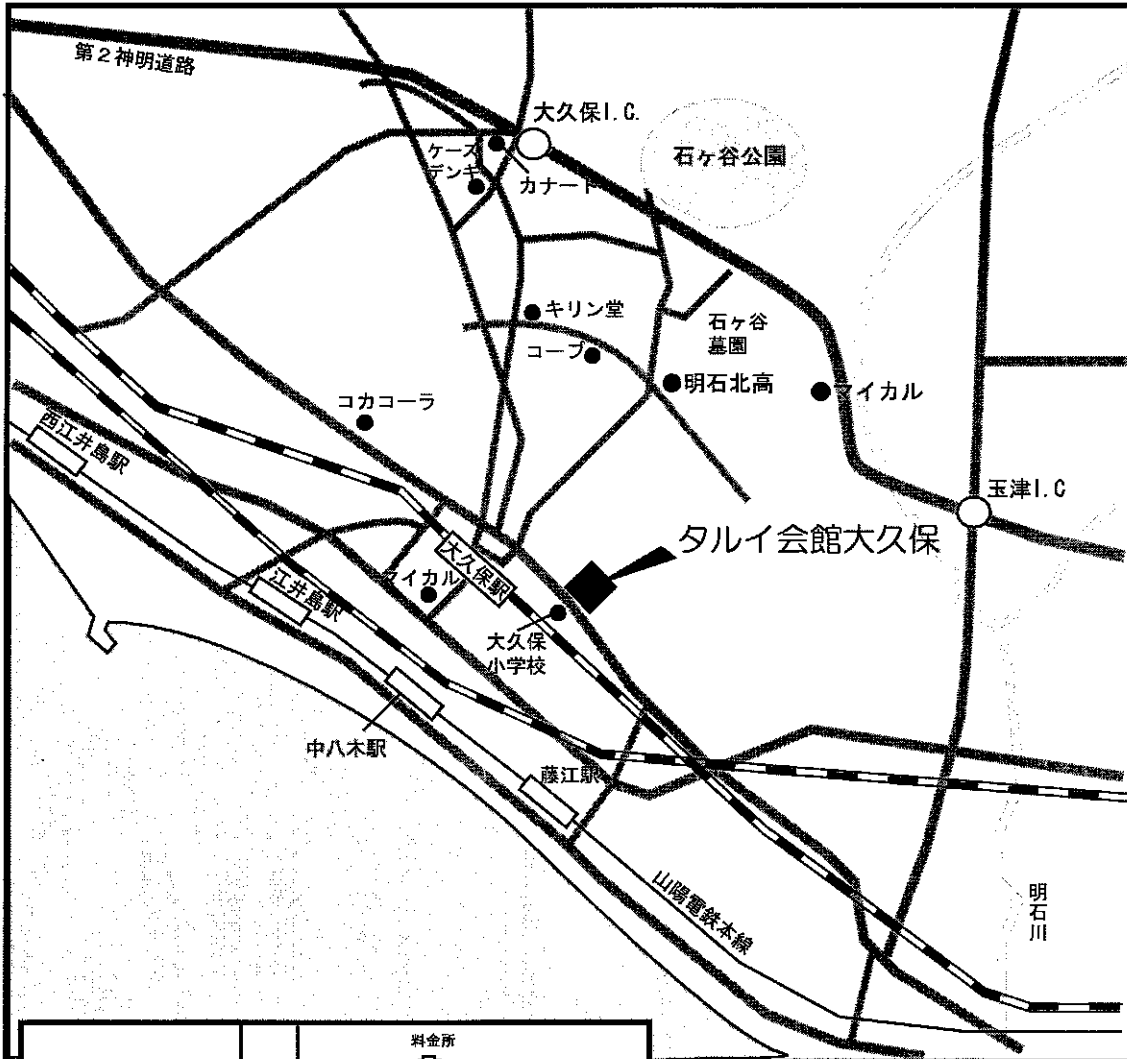 第2神明道路
大久保I.C.
石ヶ谷公園
ケーズ
デンキ
カナート
キリン堂
石ヶ谷
墓園
コープ
明石北高
マイカル
コカコーラ
西江井島駅
玉津I.C
タルイ会館大久保
大久保駅
マイカル
江井島駅
大久保
小学校
中八木駅
藤江駅
山陽電鉄本線
明石川
料金所